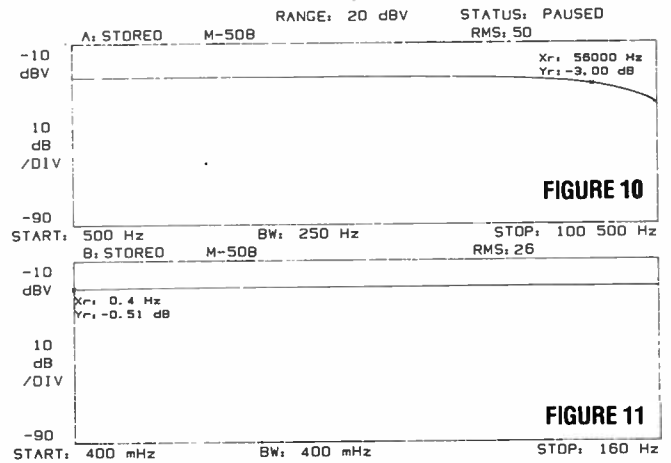 RANGE: 20 dBV STATUS: PAUSED
A: STORED M-50B RMS: 50
-10
dBV
Xr: 56000 Hz
Yr:-3.00 dB
10
dB
/DIV
FIGURE 10
-90
START: 500 Hz BW: 250 Hz STOP: 100 500 Hz
B: STORED M-50B RMS: 26
-10
dBV
Xr: 0.4 Hz
Yr:-0.51 dB
10
dB
/DIV
FIGURE 11
-90
START: 400 mHz BW: 400 mHz STOP: 160 Hz